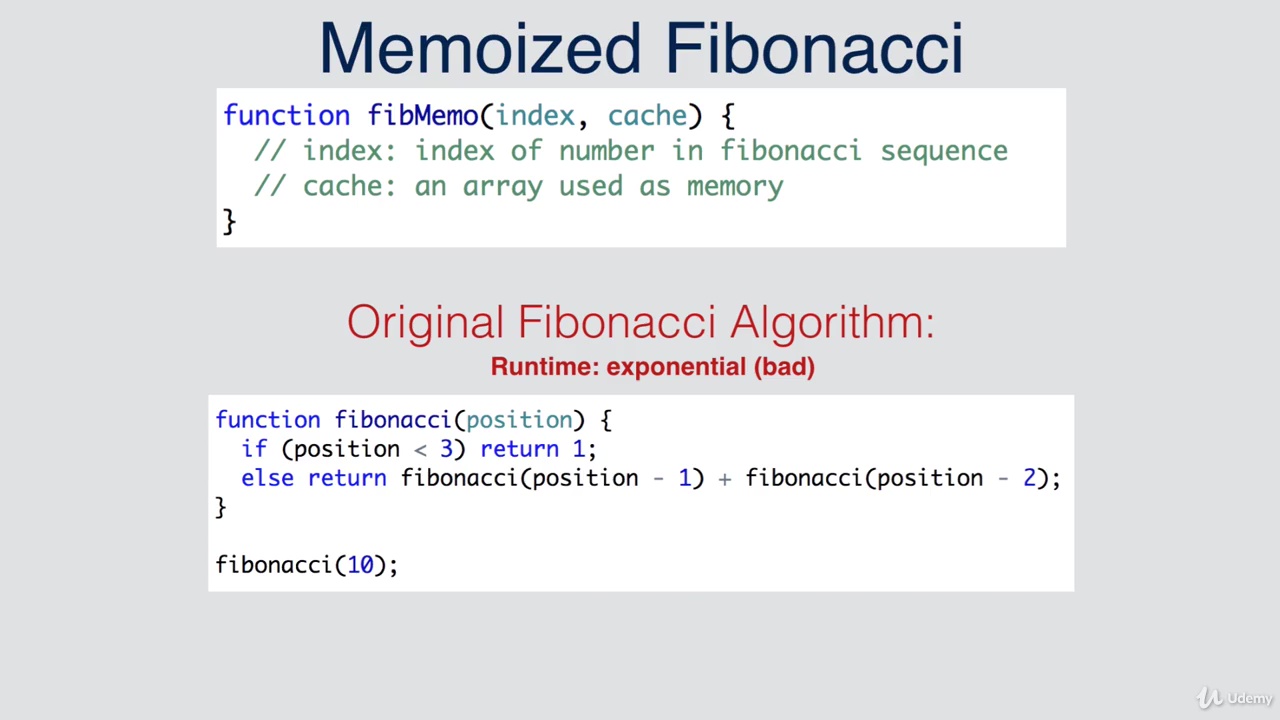 Memoized Fibonacci
function fibMemo(index, cache) {
  // index: index of number in fibonacci sequence
  // cache: an array used as memory
}
Original Fibonacci Algorithm:
Runtime: exponential (bad)
function fibonacci(position) {
  if (position < 3) return 1;
  else return fibonacci(position - 1) + fibonacci(position - 2);
}
fibonacci(10);
Udemy